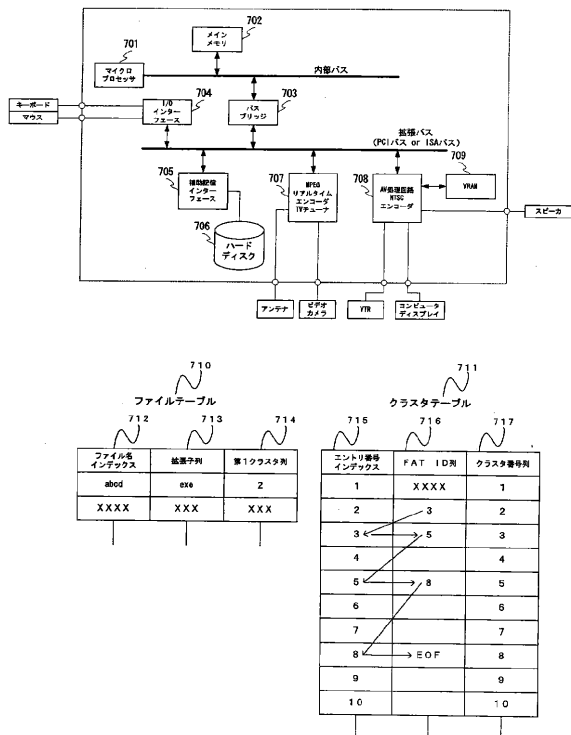 702
メイン
メモリ
701
マイクロ
プロセッサ
内部バス
キーボード
マウス
704
I/O
インター
フェース
703
バス
ブリッジ
拡張バス
(PCIバス or ISAバス)
705
補助記憶
インター
フェース
706
ハード
ディスク
707
MPEG
リアルタイム
エンコーダ
TVチューナ
708
AV処理回路
NTSC
エンコーダ
709
VRAM
スピーカ
アンテナ
ビデオ
カメラ
VTR
コンピュータ
ディスプレイ
710
ファイルテーブル
712
713
714
ファイル名
インデックス
拡張子列
第1クラスタ列
abcd
exe
2
XXXX
XXX
XXX
711
クラスタテーブル
715
716
717
エントリ番号
インデックス
FAT ID列
クラスタ番号列
1
XXXX
1
2
3
2
3
5
3
4
4
5
8
5
6
6
7
7
8
EOF
8
9
9
10
10